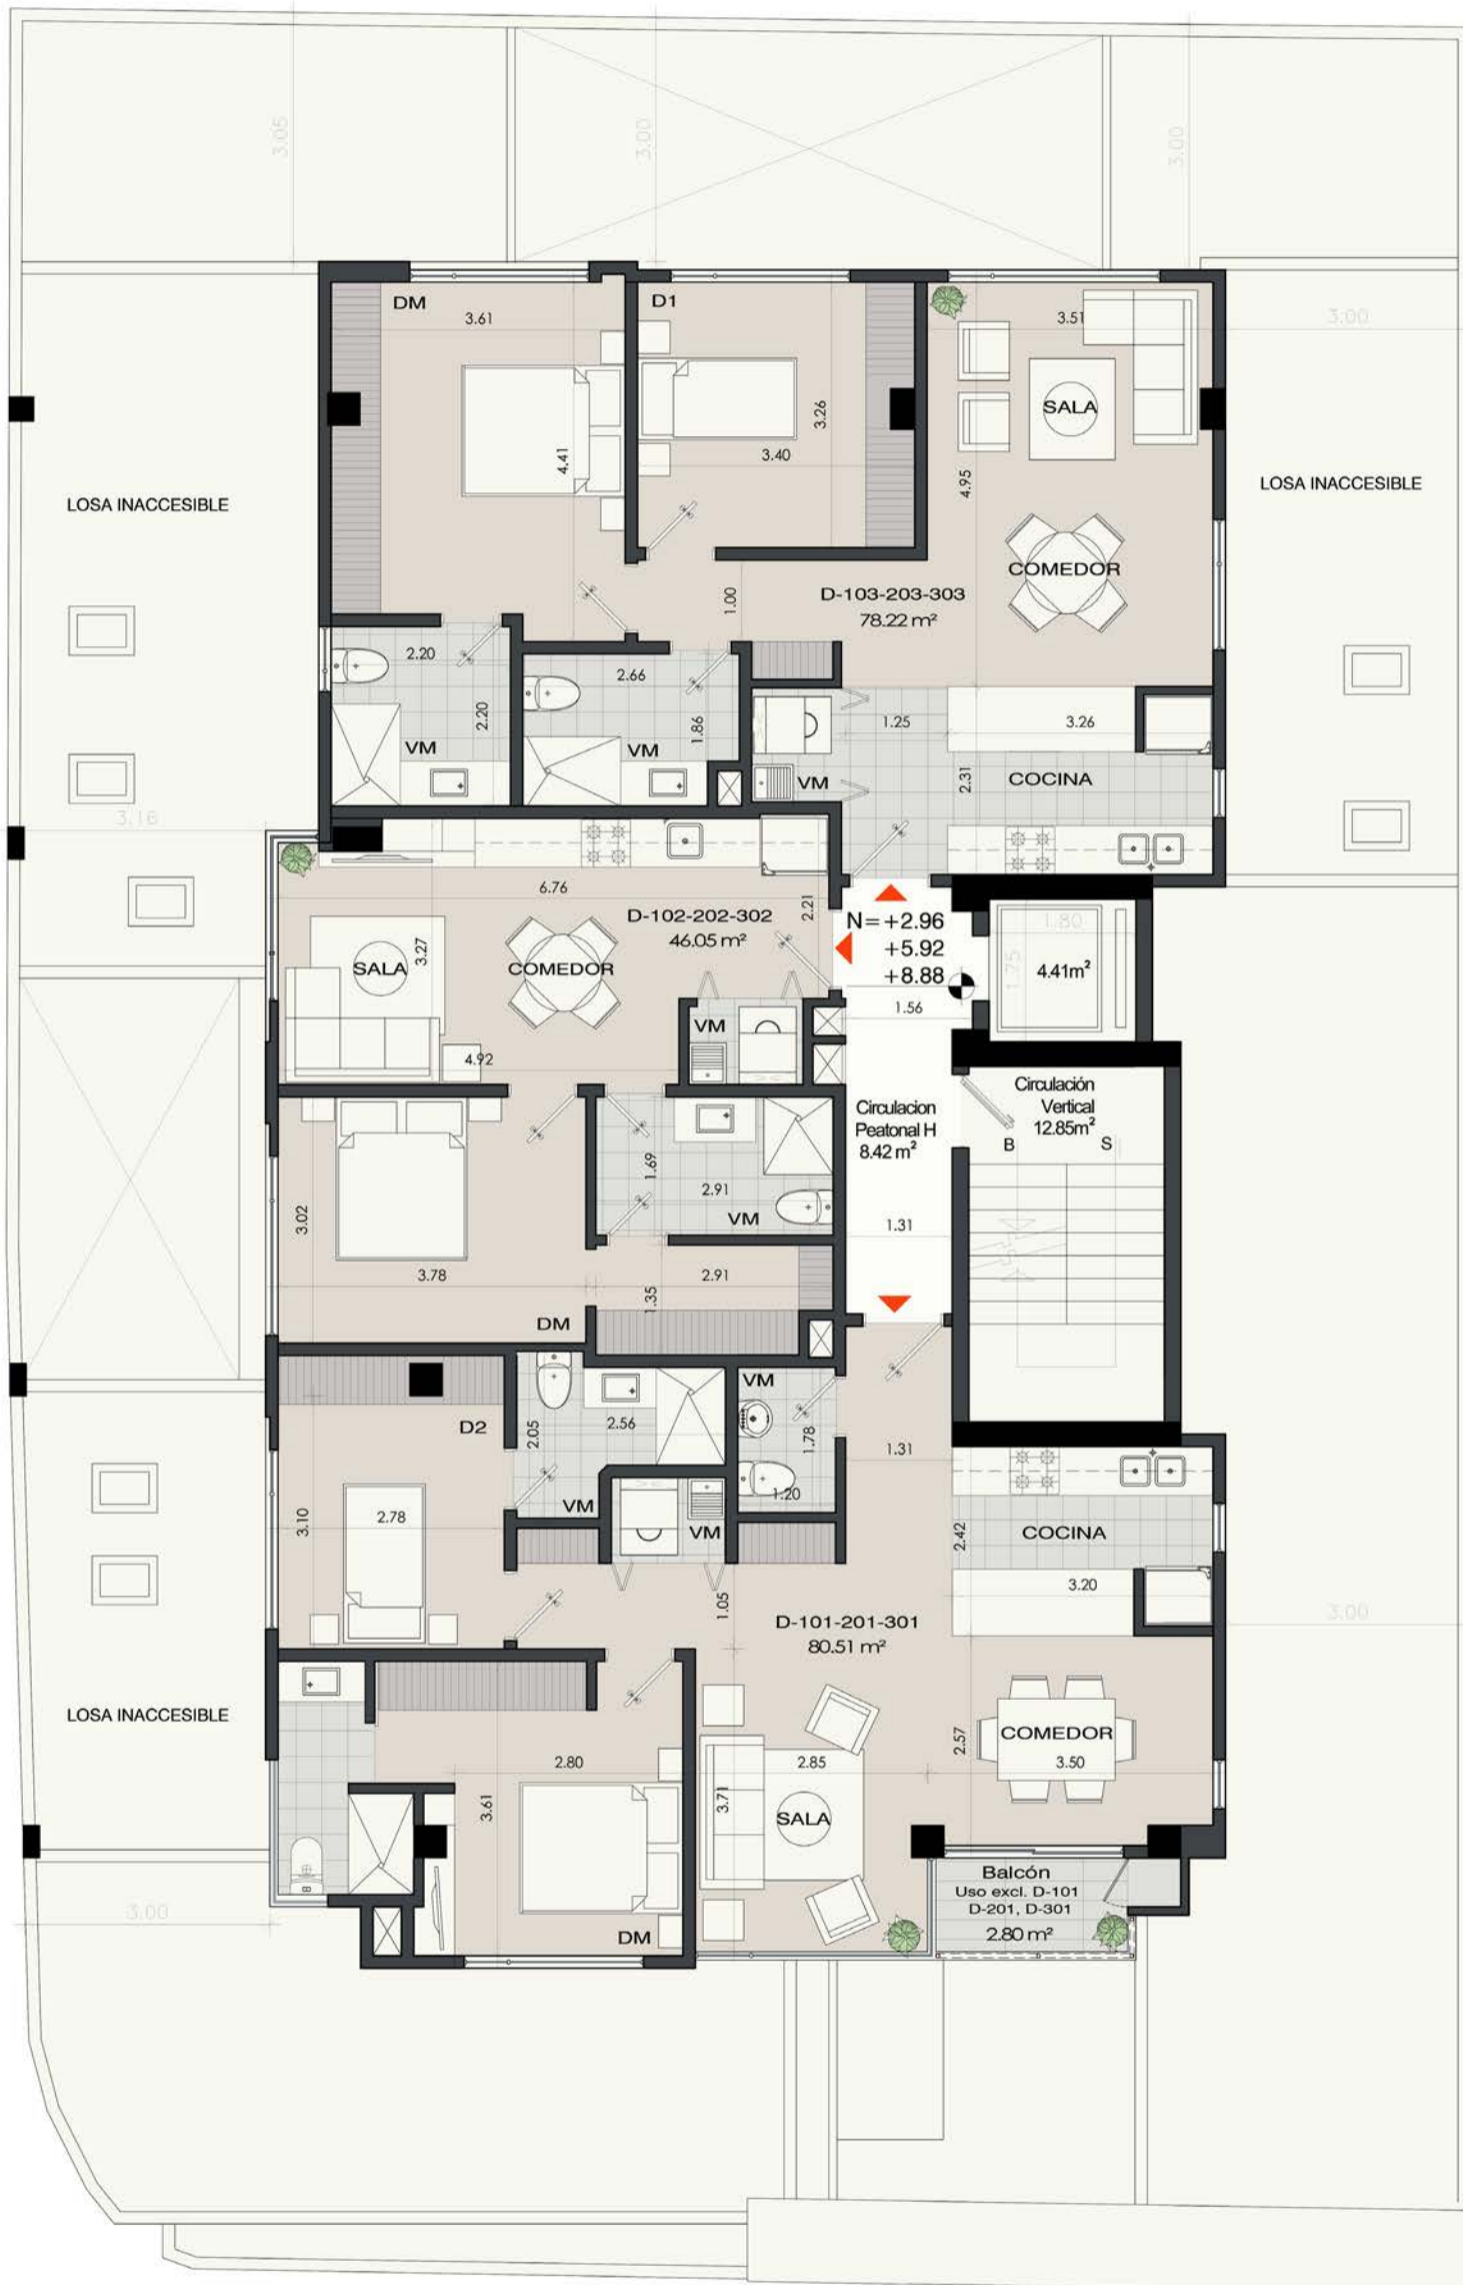 3.05
3.00
3.00
DM
3.61
D1
3.51
3.00
SALA
3.26
4.41
3.40
4.95
LOSA INACCESIBLE
LOSA INACCESIBLE
COMEDOR
1.00
D-103-203-303
78.22 m²
2.20
2.66
2.20
1.86
1.25
3.26
VM
VM
VM
2.31
COCINA
3.16
6.76
2.21
D-102-202-302
46.05 m²
N= +2.96
+5.92
+8.88
1.80
1.75
4.41m²
3.27
SALA
COMEDOR
1.56
VM
4.92
Circulacion
Peatonal H
8.42 m²
Circulación
Vertical
12.85m²
B
S
1.69
2.91
VM
3.02
1.31
3.78
2.91
1.35
DM
D2
VM
2.05
2.56
1.78
1.31
1.20
VM
VM
3.10
2.78
2.42
COCINA
3.20
1.05
D-101-201-301
80.51 m²
3.00
LOSA INACCESIBLE
2.57
COMEDOR
3.50
2.80
2.85
3.61
3.71
SALA
Balcón
Uso excl. D-101
D-201, D-301
2.80 m²
3.00
DM